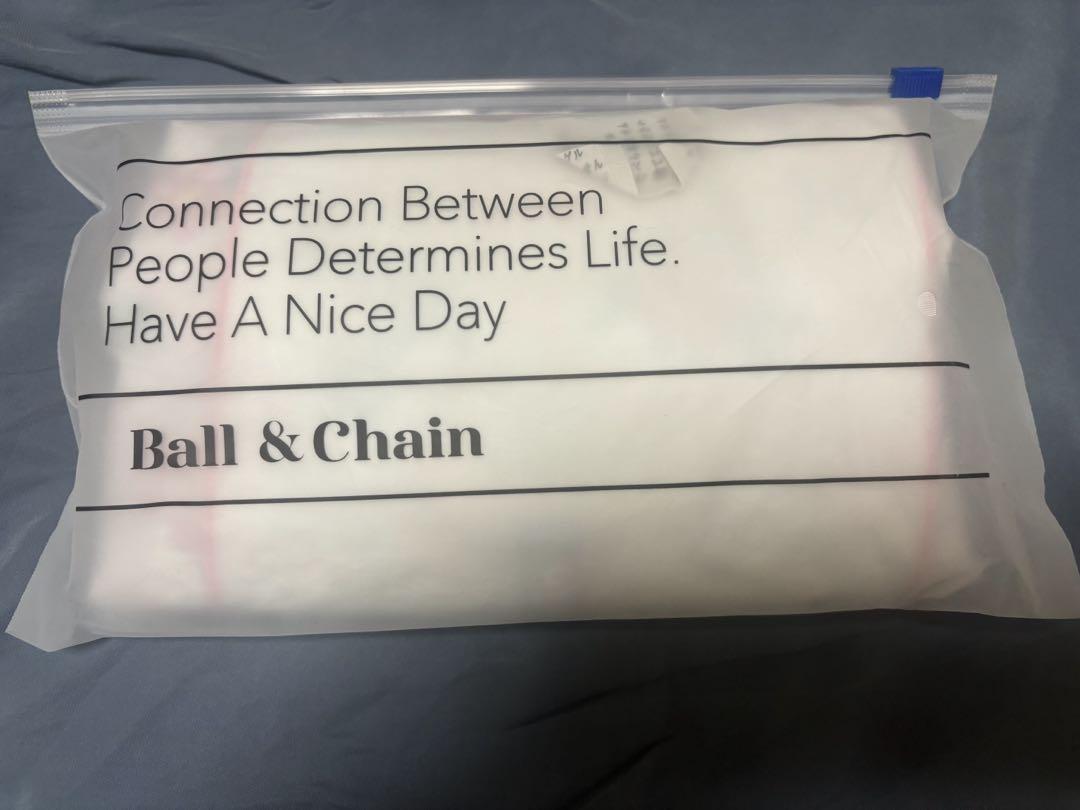 Connection Between
People Determines Life.
Have A Nice Day
Ball & Chain